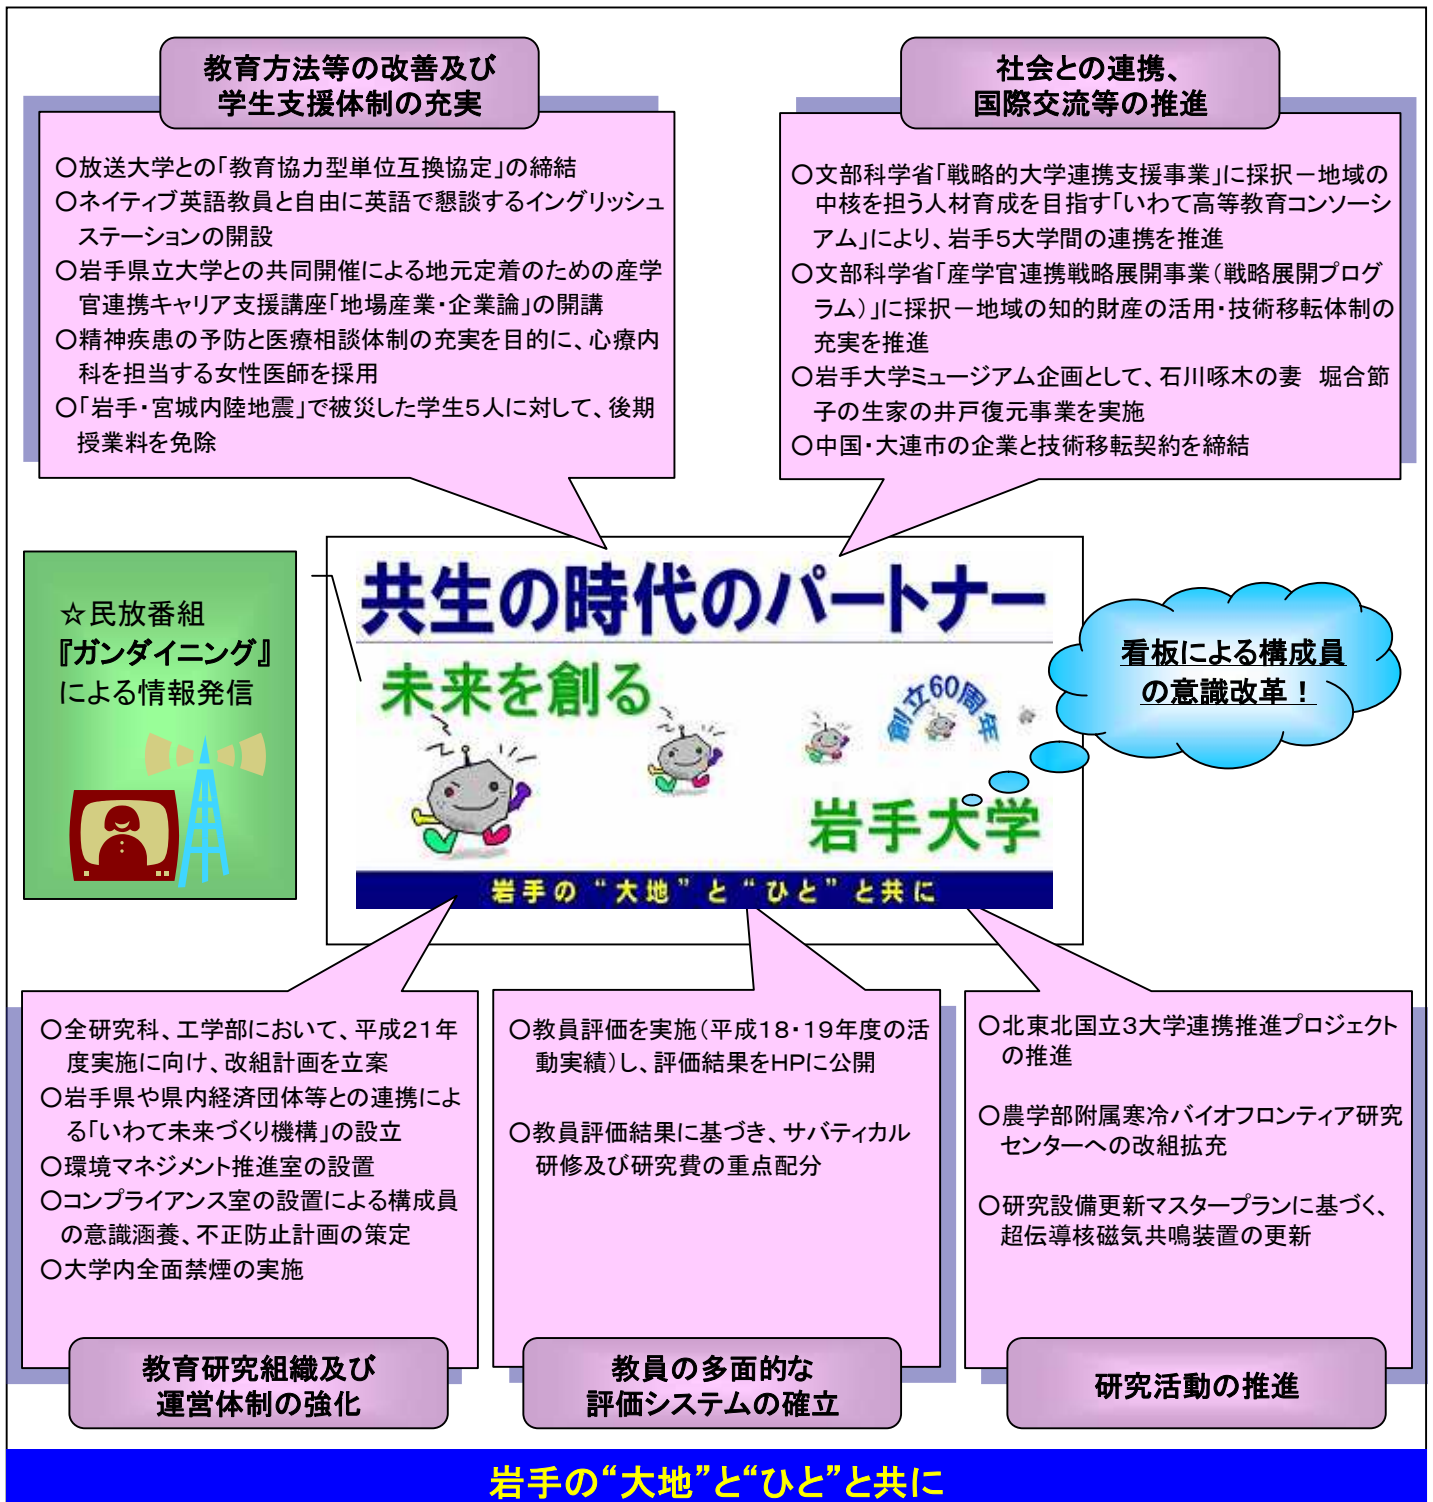 教育方法等の改善及び
学生支援体制の充実
○放送大学との「教育協力型単位互換協定」の締結
○ネイティブ英語教員と自由に英語で懇談するイングリッシュ
ステーションの開設
○岩手県立大学との共同開催による地元定着のための産学
官連携キャリア支援講座「地場産業・企業論」の開講
○精神疾患の予防と医療相談体制の充実を目的に、心療内
科を担当する女性医師を採用
○「岩手・宮城内陸地震」で被災した学生５人に対して、後期
授業料を免除
社会との連携、
国際交流等の推進
○文部科学省「戦略的大学連携支援事業」に採択－地域の
中核を担う人材育成を目指す「いわて高等教育コンソーシ
アム」により、岩手５大学間の連携を推進
○文部科学省「産学官連携戦略展開事業（戦略展開プログ
ラム）」に採択－地域の知的財産の活用・技術移転体制の
充実を推進
○岩手大学ミュージアム企画として、石川啄木の妻　堀合節
子の生家の井戸復元事業を実施
○中国・大連市の企業と技術移転契約を締結
☆民放番組
『ガンダイニング』
による情報発信
共生の時代のパートナー
未来を創る
創立60周年
岩手大学
岩手の“大地”と“ひと”と共に
看板による構成員
の意識改革！
○全研究科、工学部において、平成２１年
度実施に向け、改組計画を立案
○岩手県や県内経済団体等との連携によ
る「いわて未来づくり機構」の設立
○環境マネジメント推進室の設置
○コンプライアンス室の設置による構成員
の意識涵養、不正防止計画の策定
○大学内全面禁煙の実施
教育研究組織及び
運営体制の強化
○教員評価を実施（平成１８・１９年度の活
動実績）し、評価結果をHPに公開
○教員評価結果に基づき、サバティカル
研修及び研究費の重点配分
教員の多面的な
評価システムの確立
○北東北国立３大学連携推進プロジェクト
の推進
○農学部附属寒冷バイオフロンティア研究
センターへの改組拡充
○研究設備更新マスタープランに基づく、
超伝導核磁気共鳴装置の更新
研究活動の推進
岩手の“大地”と“ひと”と共に